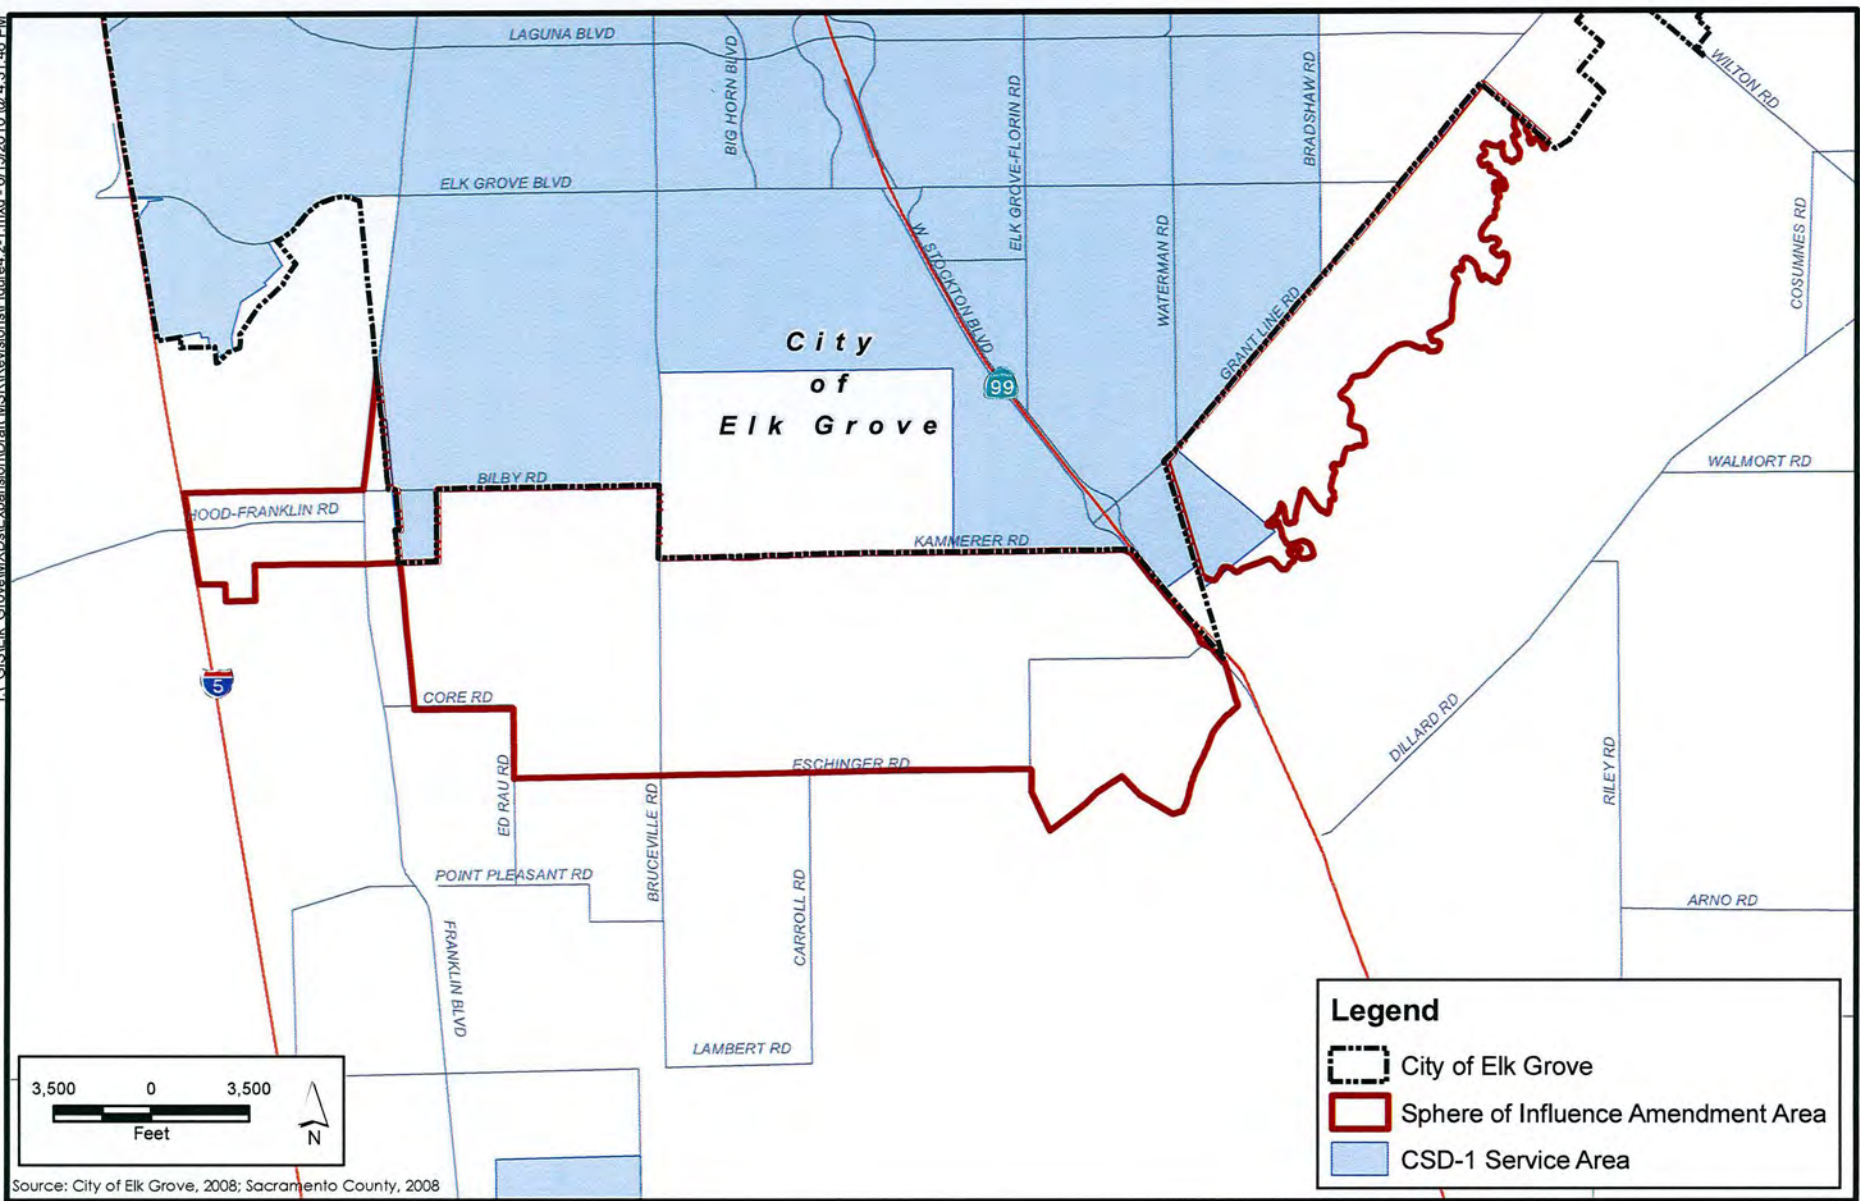 LAGUNA BLVD
BIG HORN BLVD
ELK GROVE-FLORIN RD
BRADSHAW RD
WILTON RD
ELK GROVE BLVD
W. STOCKTON BLVD
WATERMAN RD
COSUMNES RD
GRANT LINE RD
City
of
Elk Grove
99
BILBY RD
WALMORT RD
HOOD-FRANKLIN RD
KAMMERER RD
5
CORE RD
DILLARD RD
ED RAU RD
ESCHINGER RD
RILEY RD
BRUCEVILLE RD
POINT PLEASANT RD
CARROLL RD
ARNO RD
FRANKLIN BLVD
LAMBERT RD
Legend
City of Elk Grove
Sphere of Influence Amendment Area
CSD-1 Service Area
3,500 0 3,500
Feet
N
Source: City of Elk Grove, 2008; Sacramento County, 2008